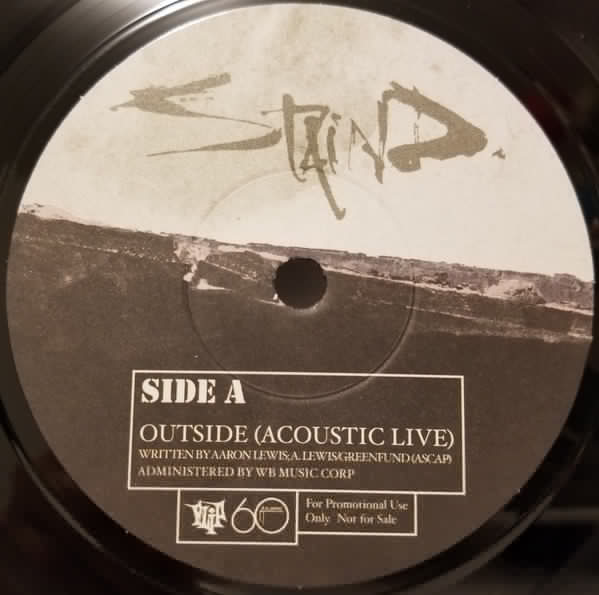 STAIND.
SIDE A
OUTSIDE (ACOUSTIC LIVE)
WRITTEN BY AARON LEWIS; A. LEWIS/GREENFUND (ASCAP)
ADMINISTERED BY WB MUSIC CORP
FLIP 60
For Promotional Use
Only Not for Sale